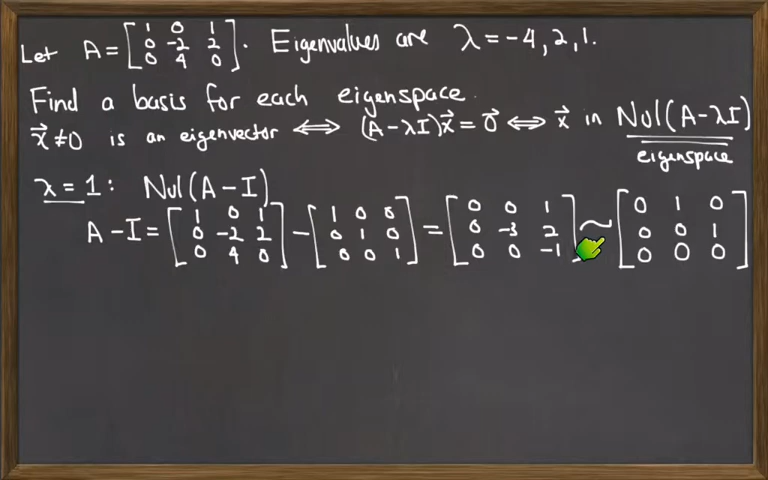 Let A = [1 0 1; 0 -2 2; 0 4 0]. Eigenvalues are λ = -4, 2, 1.
Find a basis for each eigenspace.
x⃗ ≠ 0 is an eigenvector ⟺ (A - λI)x⃗ = 0⃗ ⟺ x⃗ in Nul(A - λI)
eigenspace
λ = 1: Nul(A - I)
A - I = [1 0 1; 0 -2 2; 0 4 0] - [1 0 0; 0 1 0; 0 0 1] = [0 0 1; 0 -3 2; 0 0 -1] ~ [0 1 0; 0 0 1; 0 0 0]